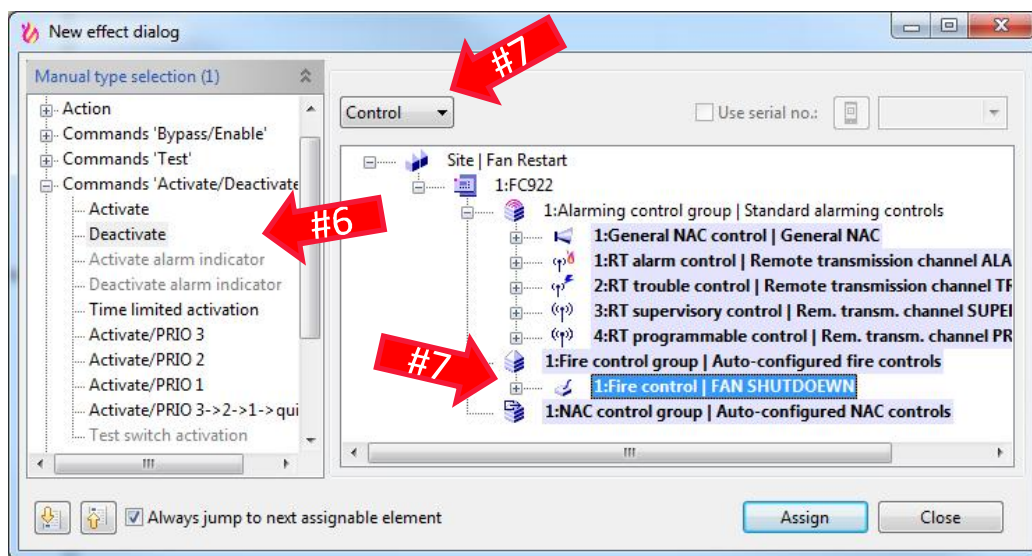 New effect dialog
#7
Manual type selection (1)
Action
Commands 'Bypass/Enable'
Commands 'Test'
Commands 'Activate/Deactivate
Activate
Deactivate
#6
Activate alarm indicator
Deactivate alarm indicator
Time limited activation
Activate/PRIO 3
Activate/PRIO 2
Activate/PRIO 1
Activate/PRIO 3->2->1->qui
Test switch activation
Control
Use serial no.:
Site | Fan Restart
1:FC922
1:Alarming control group | Standard alarming controls
1:General NAC control | General NAC
1:RT alarm control | Remote transmission channel ALA
2:RT trouble control | Remote transmission channel TR
3:RT supervisory control | Rem. transm. channel SUPEI
4:RT programmable control | Rem. transm. channel PR
1:Fire control group | Auto-configured fire controls
#7
1:Fire control | FAN SHUTDOEWN
1:NAC control group | Auto-configured NAC controls
Always jump to next assignable element
Assign
Close